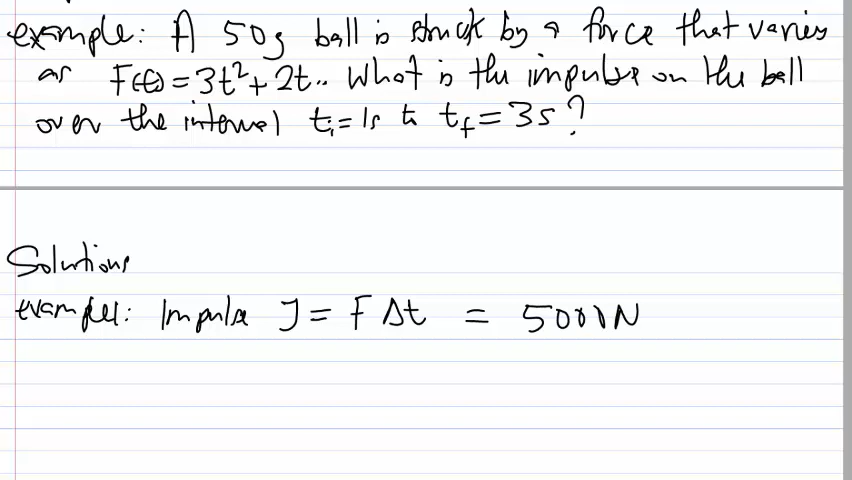 example: A 50g ball is struck by a force that varies
as F(t) = 3t² + 2t.. What is the impulse on the ball
over the interval tᵢ = 1s to t_f = 3s?
Solutions
example1: Impulse J = F Δt = 5000N